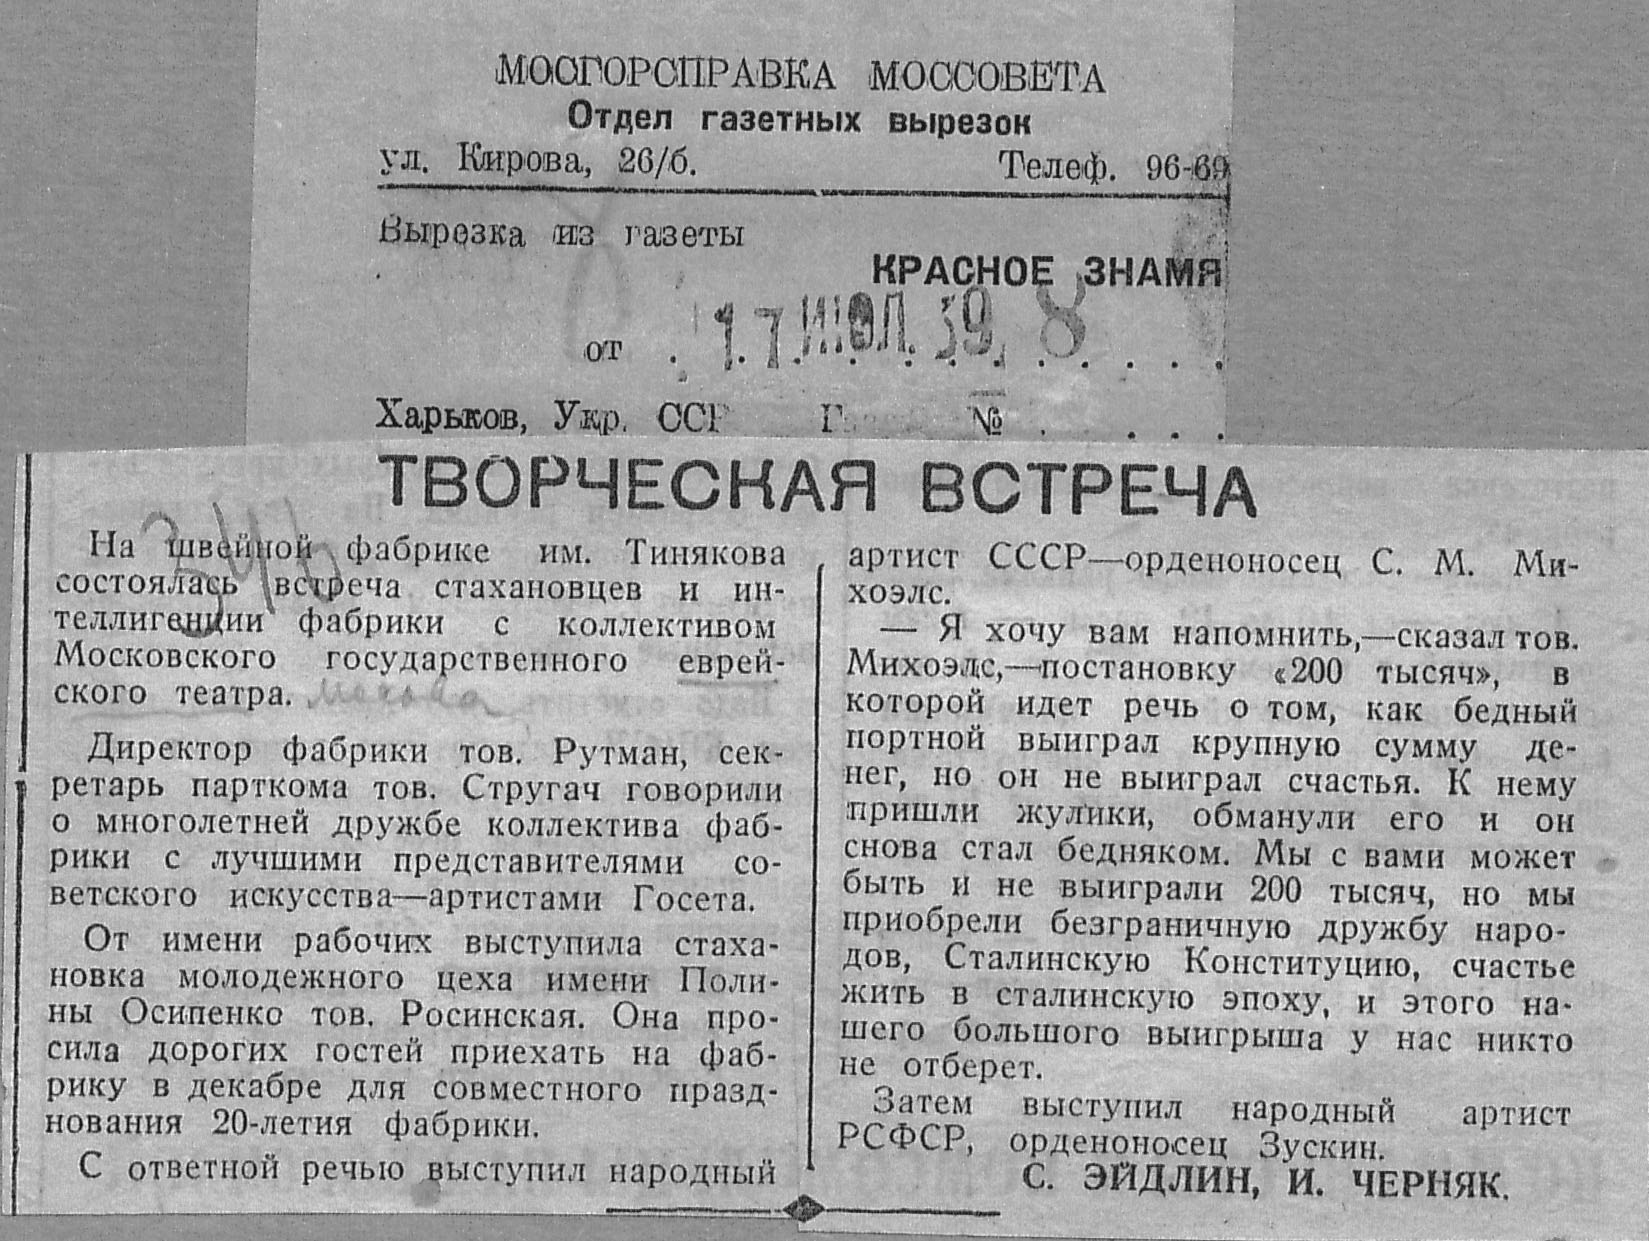 МОСГОРСПРАВКА МОССОВЕТА
Отдел газетных вырезок
ул. Кирова, 26/б. Телеф. 96-69
Вырезка из газеты
КРАСНОЕ ЗНАМЯ
от 17 ИЮЛ. 39 8
Харьков, Укр. ССР №
ТВОРЧЕСКАЯ ВСТРЕЧА
На швейной фабрике им. Тинякова
состоялась встреча стахановцев и ин-
теллигенции фабрики с коллективом
Московского государственного еврей-
ского театра.
Директор фабрики тов. Рутман, сек-
ретарь парткома тов. Стругач говорили
о многолетней дружбе коллектива фаб-
рики с лучшими представителями со-
ветского искусства—артистами Госета.
От имени рабочих выступила стаха-
новка молодежного цеха имени Поли-
ны Осипенко тов. Росинская. Она про-
сила дорогих гостей приехать на фаб-
рику в декабре для совместного празд-
нования 20-летия фабрики.
С ответной речью выступил народный
артист СССР—орденоносец С. М. Ми-
хоэлс.
— Я хочу вам напомнить,—сказал тов.
Михоэлс,—постановку «200 тысяч», в
которой идет речь о том, как бедный
портной выиграл крупную сумму де-
нег, но он не выиграл счастья. К нему
пришли жулики, обманули его и он
снова стал бедняком. Мы с вами может
быть и не выиграли 200 тысяч, но мы
приобрели безграничную дружбу наро-
дов, Сталинскую Конституцию, счастье
жить в сталинскую эпоху, и этого на-
шего большого выигрыша у нас никто
не отберет.
Затем выступил народный артист
РСФСР, орденоносец Зускин.
С. ЭЙДЛИН, И. ЧЕРНЯК.